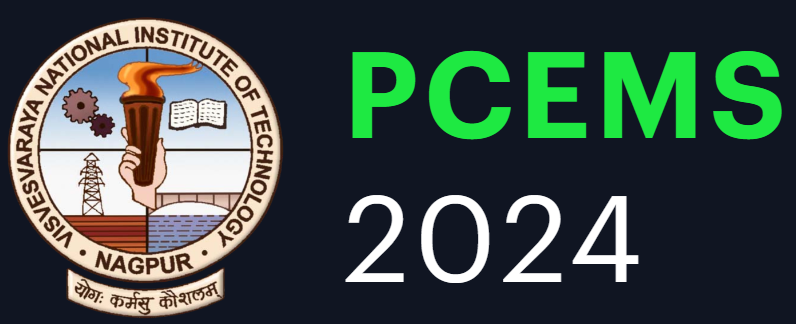 VISVESVARAYA NATIONAL INSTITUTE OF TECHNOLOGY
· NAGPUR ·
योगः कर्मसु कौशलम्
PCEMS
2024